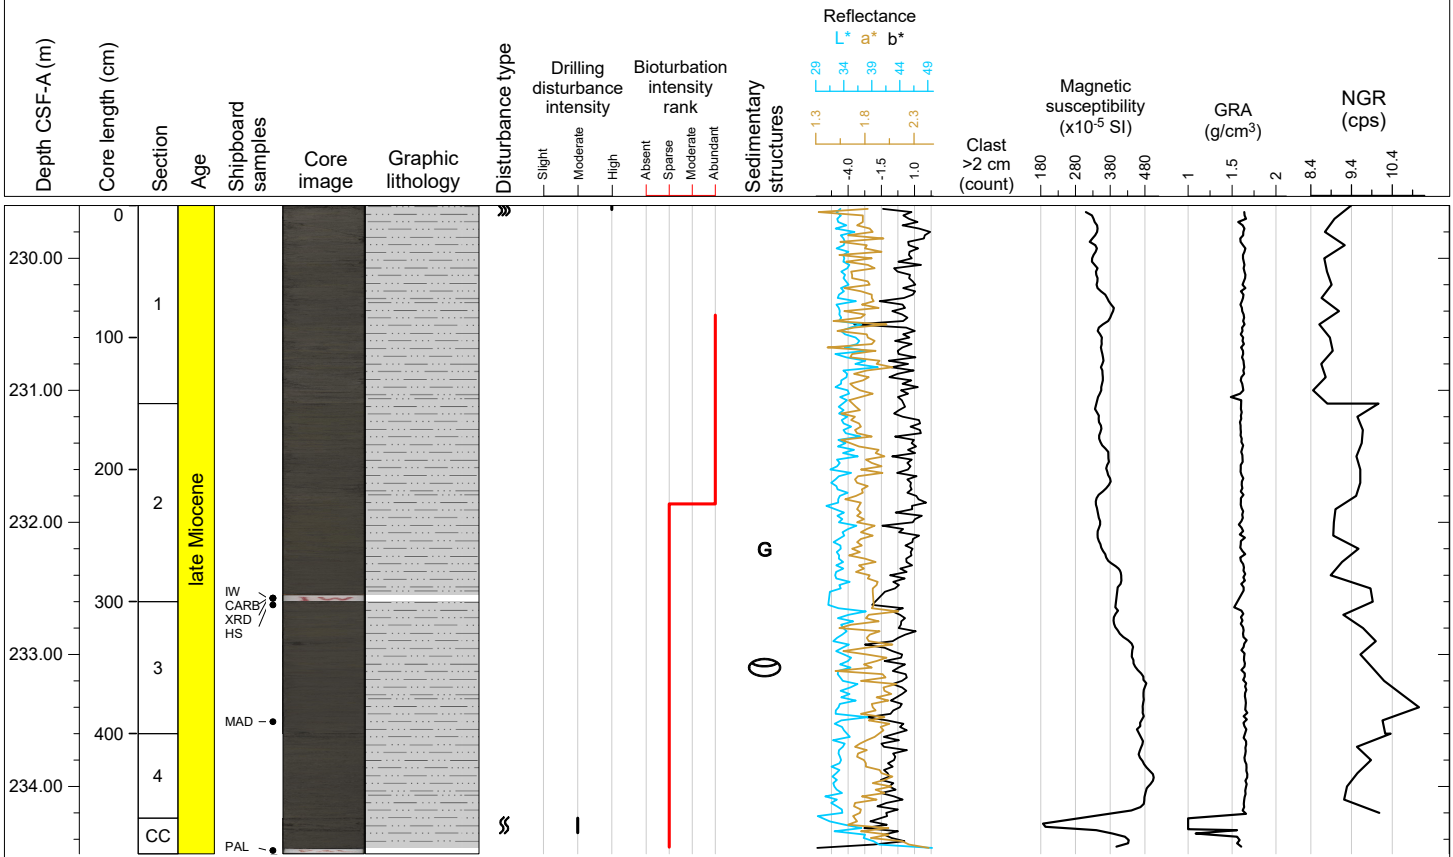 Depth CSF-A (m)
Core length (cm)
Section
Age
Shipboard
samples
Core
image
Graphic
lithology
Disturbance type
Drilling
disturbance
intensity
Slight
Moderate
High
Bioturbation
intensity
rank
Absent
Sparse
Moderate
Abundant
Sedimentary
structures
Reflectance
L* a* b*
29 34 39 44 49
1.3 1.8 2.3
-4.0 -1.5 1.0
Clast
>2 cm
(count)
Magnetic
susceptibility
(x10-5 SI)
180 280 380 480
GRA
(g/cm3)
1 1.5 2
NGR
(cps)
8.4 9.4 10.4
0
230.00
1
100
231.00
200
2
232.00
late Miocene
G
IW
CARB
300
XRD
HS
233.00
3
MAD
400
4
234.00
CC
PAL